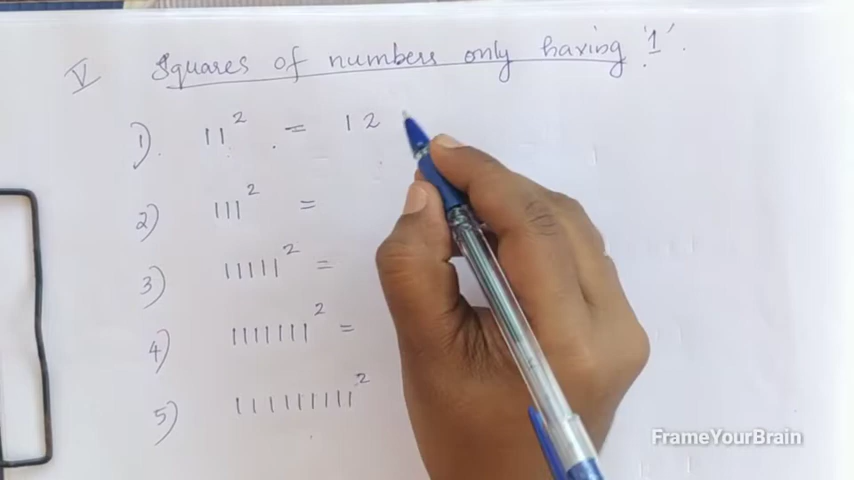 V Squares of numbers only having '1'.
1) 11² = 12
2) 111² =
3) 11111² =
4) 1111111² =
5) 111111111²
FrameYourBrain